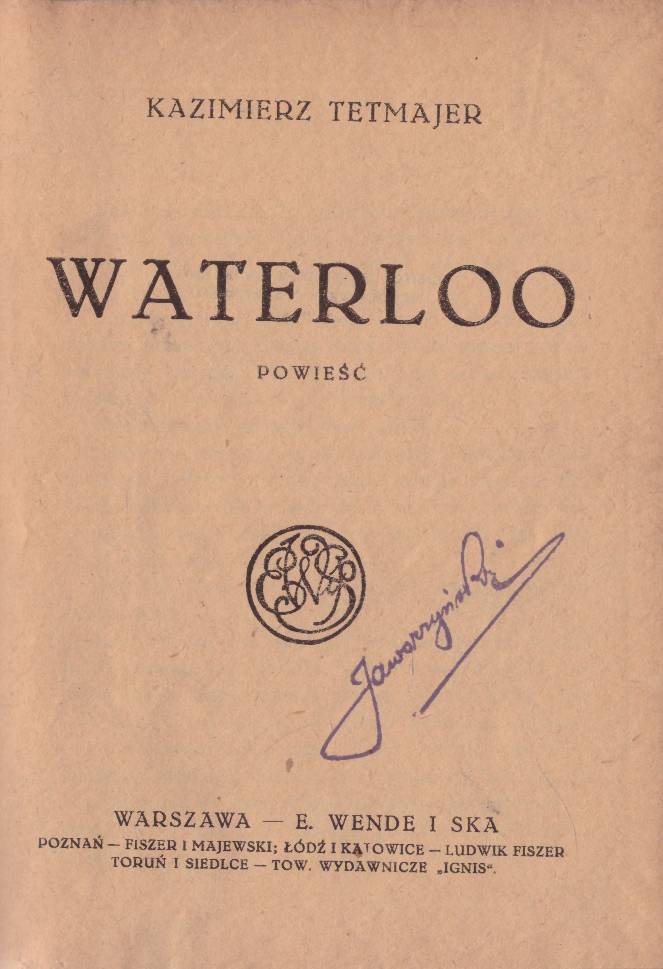 KAZIMIERZ TETMAJER
WATERLOO
POWIEŚĆ
Jaworzyński
WARSZAWA — E. WENDE I SKA
POZNAŃ — FISZER I MAJEWSKI; ŁÓDŹ I KATOWICE — LUDWIK FISZER
TORUŃ I SIEDLCE — TOW. WYDAWNICZE „IGNIS“.